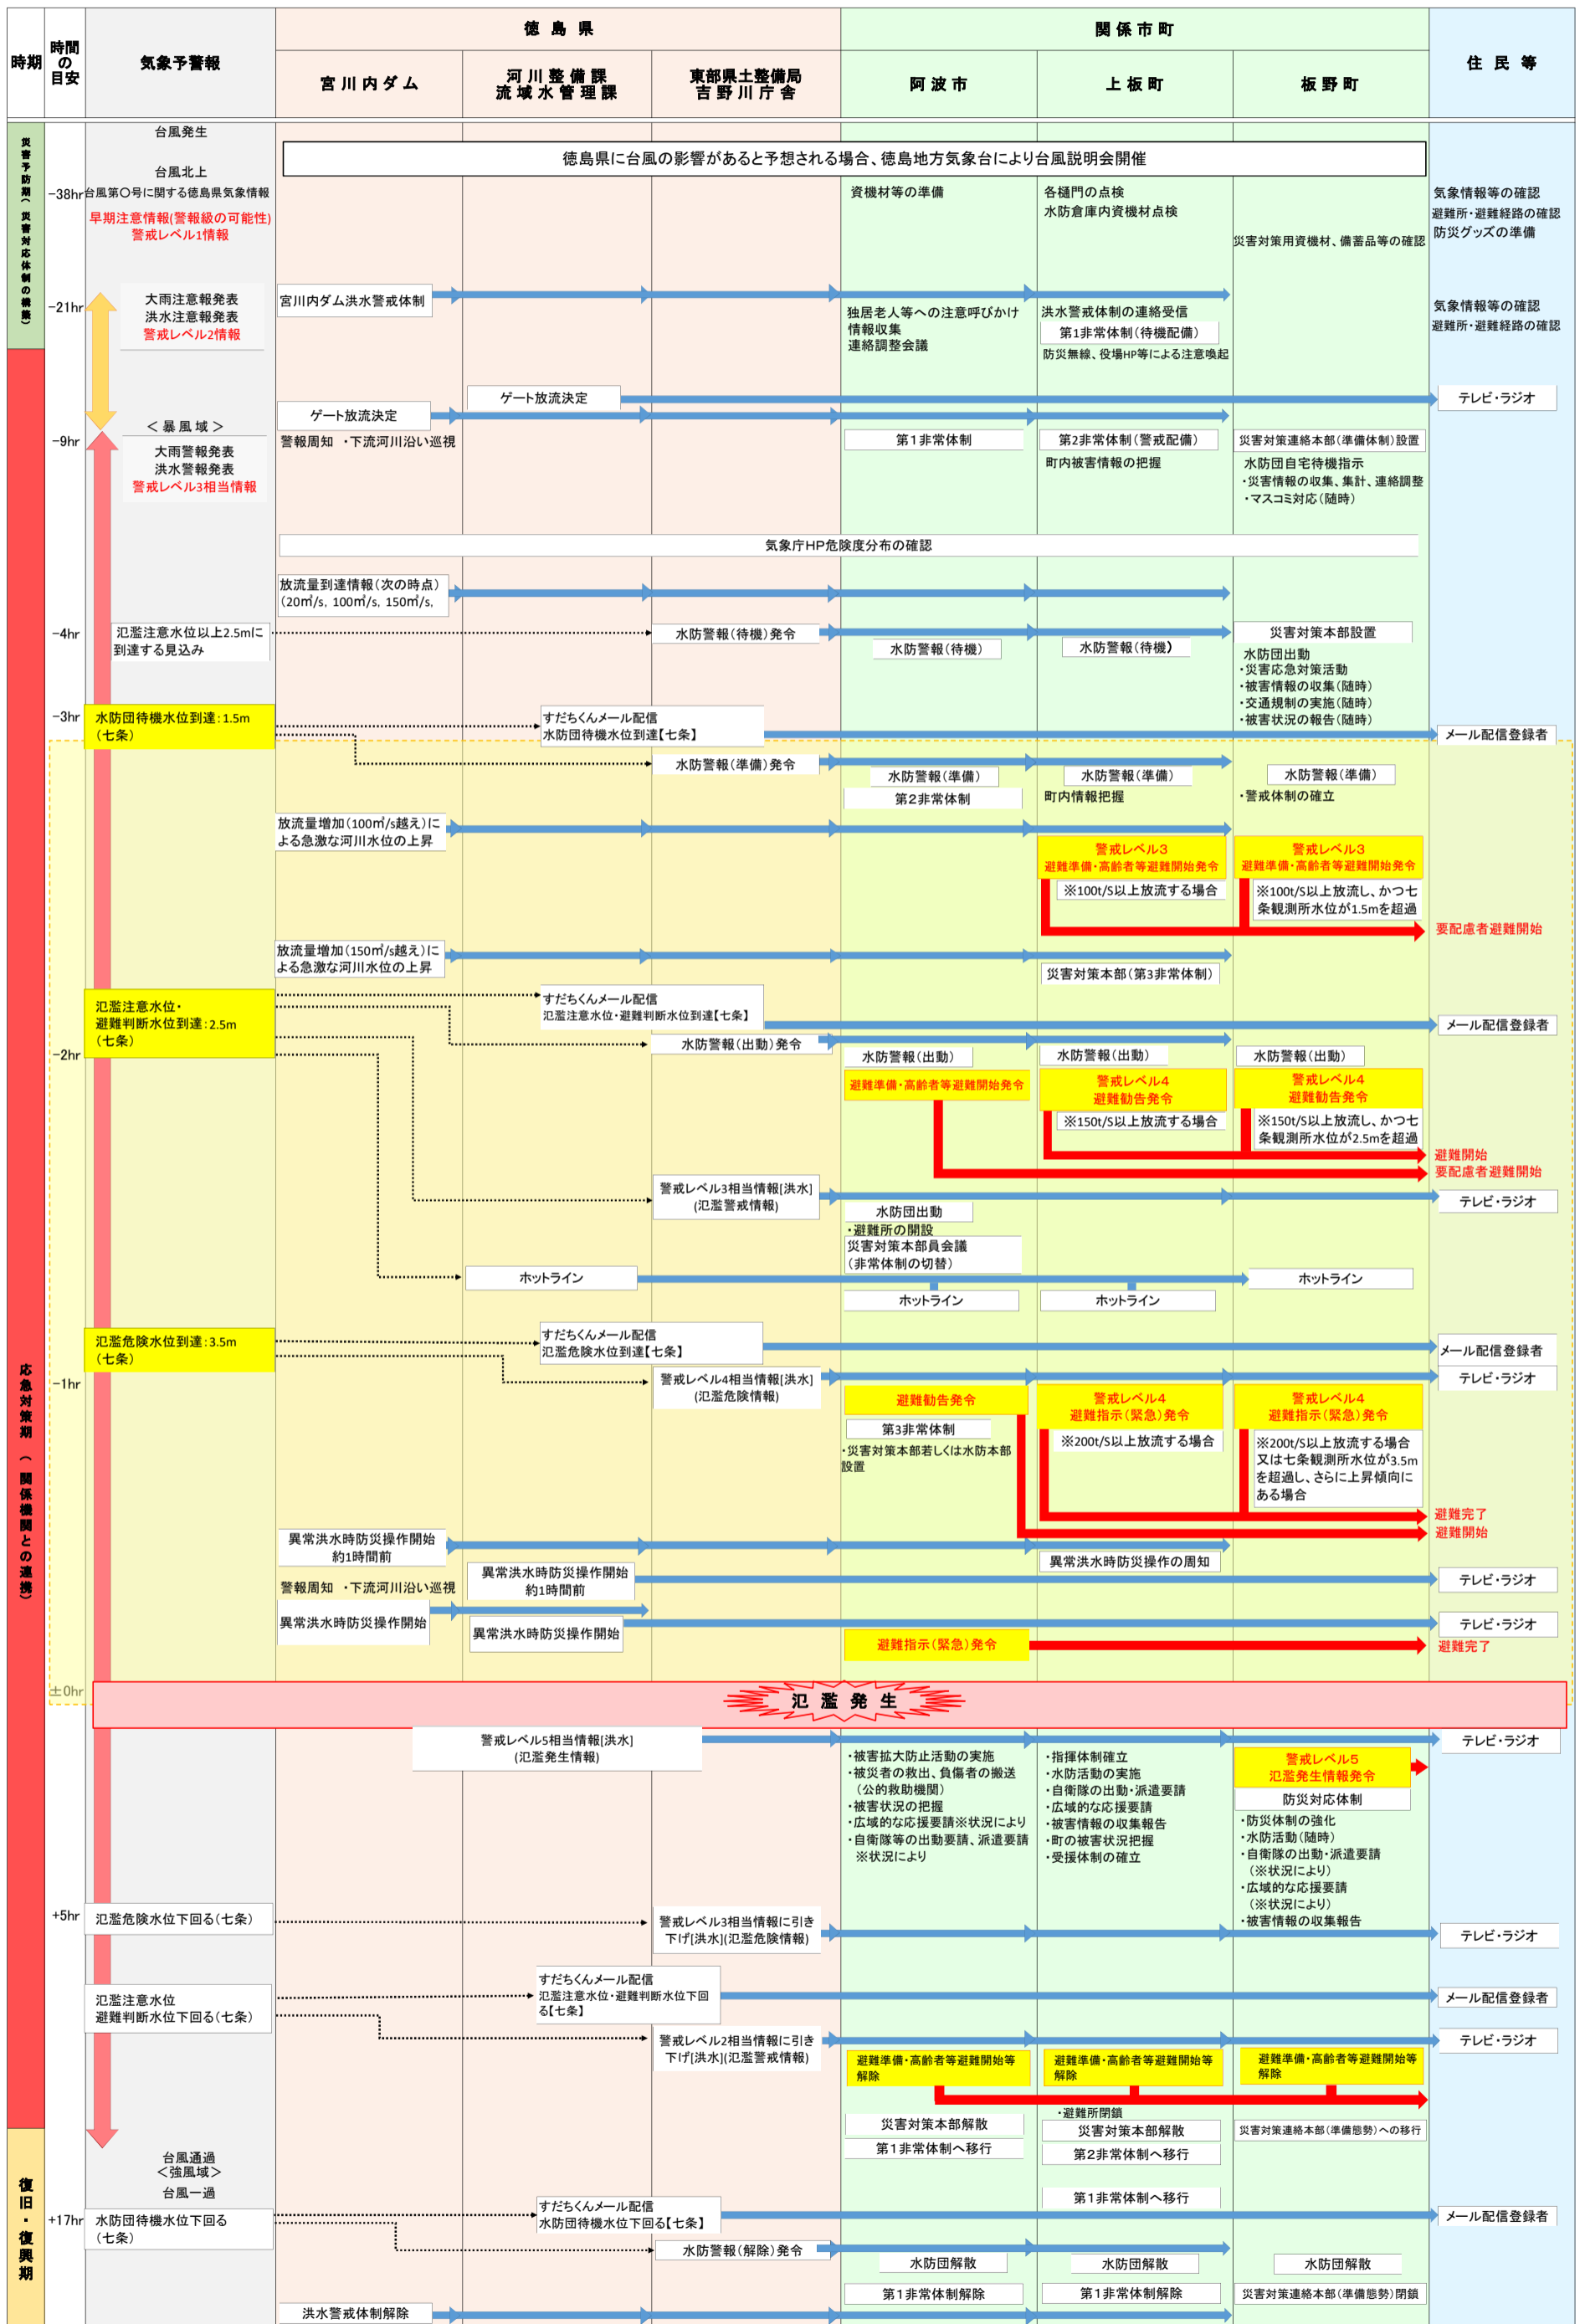 時期
時間
の
目安
気象予警報
徳島県
宮川内ダム
河川整備課
流域水管理課
東部県土整備局
吉野川庁舎
関係市町
阿波市
上板町
板野町
住民等
災害予防期(災害対応体制の構築)
台風発生
徳島県に台風の影響があると予想される場合、徳島地方気象台により台風説明会開催
台風北上
-38hr
台風第〇号に関する徳島県気象情報
早期注意情報(警報級の可能性)
警戒レベル1情報
資機材等の準備
各樋門の点検
水防倉庫内資機材点検
災害対策用資機材、備蓄品等の確認
気象情報等の確認
避難所・避難経路の確認
防災グッズの準備
-21hr
大雨注意報発表
洪水注意報発表
警戒レベル2情報
宮川内ダム洪水警戒体制
独居老人等への注意呼びかけ
情報収集
連絡調整会議
洪水警戒体制の連絡受信
第1非常体制(待機配備)
防災無線、役場HP等による注意喚起
気象情報等の確認
避難所・避難経路の確認
ゲート放流決定
テレビ・ラジオ
ゲート放流決定
警報周知 ・下流河川沿い巡視
<暴風域>
-9hr
大雨警報発表
洪水警報発表
警戒レベル3相当情報
第1非常体制
第2非常体制(警戒配備)
町内被害情報の把握
災害対策連絡本部(準備体制)設置
水防団自宅待機指示
・災害情報の収集、集計、連絡調整
・マスコミ対応(随時)
気象庁HP危険度分布の確認
放流量到達情報(次の時点)
(20㎥/s, 100㎥/s, 150㎥/s,
-4hr
氾濫注意水位以上2.5mに
到達する見込み
水防警報(待機)発令
水防警報(待機)
水防警報(待機)
災害対策本部設置
水防団出動
・災害応急対策活動
・被害情報の収集(随時)
・交通規制の実施(随時)
・被害状況の報告(随時)
-3hr
水防団待機水位到達:1.5m
(七条)
すだちくんメール配信
水防団待機水位到達【七条】
メール配信登録者
水防警報(準備)発令
水防警報(準備)
第2非常体制
水防警報(準備)
町内情報把握
水防警報(準備)
・警戒体制の確立
放流量増加(100㎥/s越え)に
よる急激な河川水位の上昇
警戒レベル3
避難準備・高齢者等避難開始発令
※100t/S以上放流する場合
警戒レベル3
避難準備・高齢者等避難開始発令
※100t/S以上放流し、かつ七
条観測所水位が1.5mを超過
要配慮者避難開始
放流量増加(150㎥/s越え)に
よる急激な河川水位の上昇
災害対策本部(第3非常体制)
氾濫注意水位・
避難判断水位到達:2.5m
(七条)
すだちくんメール配信
氾濫注意水位・避難判断水位到達【七条】
メール配信登録者
-2hr
水防警報(出動)発令
水防警報(出動)
水防警報(出動)
水防警報(出動)
避難準備・高齢者等避難開始発令
警戒レベル4
避難勧告発令
※150t/S以上放流する場合
警戒レベル4
避難勧告発令
※150t/S以上放流し、かつ七
条観測所水位が2.5mを超過
避難開始
要配慮者避難開始
警戒レベル3相当情報[洪水]
(氾濫警戒情報)
テレビ・ラジオ
水防団出動
・避難所の開設
災害対策本部員会議
(非常体制の切替)
ホットライン
ホットライン
ホットライン
ホットライン
応急対策期(関係機関との連携)
氾濫危険水位到達:3.5m
(七条)
すだちくんメール配信
氾濫危険水位到達【七条】
メール配信登録者
-1hr
警戒レベル4相当情報[洪水]
(氾濫危険情報)
テレビ・ラジオ
避難勧告発令
第3非常体制
・災害対策本部若しくは水防本部
設置
警戒レベル4
避難指示(緊急)発令
※200t/S以上放流する場合
警戒レベル4
避難指示(緊急)発令
※200t/S以上放流する場合
又は七条観測所水位が3.5m
を超過し、さらに上昇傾向に
ある場合
避難完了
避難開始
異常洪水時防災操作開始
約1時間前
異常洪水時防災操作の周知
警報周知 ・下流河川沿い巡視
異常洪水時防災操作開始
約1時間前
テレビ・ラジオ
異常洪水時防災操作開始
異常洪水時防災操作開始
テレビ・ラジオ
避難指示(緊急)発令
避難完了
±0hr
氾濫発生
警戒レベル5相当情報[洪水]
(氾濫発生情報)
テレビ・ラジオ
・被害拡大防止活動の実施
・被災者の救出、負傷者の搬送
(公的救助機関)
・被害状況の把握
・広域的な応援要請※状況により
・自衛隊等の出動要請、派遣要請
※状況により
・指揮体制確立
・水防活動の実施
・自衛隊の出動・派遣要請
・広域的な応援要請
・被害情報の収集報告
・町の被害状況把握
・受援体制の確立
警戒レベル5
氾濫発生情報発令
防災対応体制
・防災体制の強化
・水防活動(随時)
・自衛隊の出動・派遣要請
(※状況により)
・広域的な応援要請
(※状況により)
・被害情報の収集報告
+5hr
氾濫危険水位下回る(七条)
警戒レベル3相当情報に引き
下げ[洪水](氾濫危険情報)
テレビ・ラジオ
氾濫注意水位
避難判断水位下回る(七条)
すだちくんメール配信
氾濫注意水位・避難判断水位下回
る【七条】
メール配信登録者
警戒レベル2相当情報に引き
下げ[洪水](氾濫警戒情報)
テレビ・ラジオ
避難準備・高齢者等避難開始等
解除
避難準備・高齢者等避難開始等
解除
避難準備・高齢者等避難開始等
解除
災害対策本部解散
第1非常体制へ移行
・避難所閉鎖
災害対策本部解散
第2非常体制へ移行
災害対策連絡本部(準備態勢)への移行
復旧・復興期
台風通過
<強風域>
台風一過
第1非常体制へ移行
+17hr
水防団待機水位下回る
(七条)
すだちくんメール配信
水防団待機水位下回る【七条】
メール配信登録者
水防警報(解除)発令
水防団解散
水防団解散
水防団解散
第1非常体制解除
第1非常体制解除
災害対策連絡本部(準備態勢)閉鎖
洪水警戒体制解除